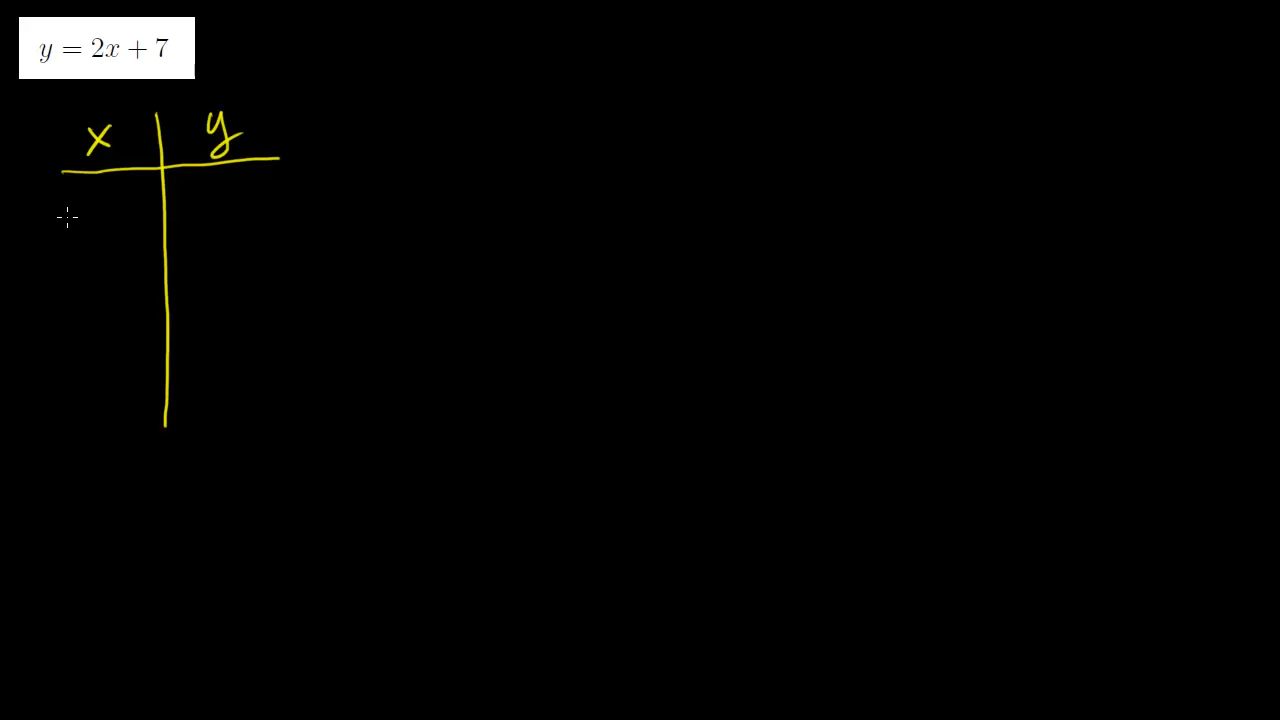 y = 2x + 7
x y